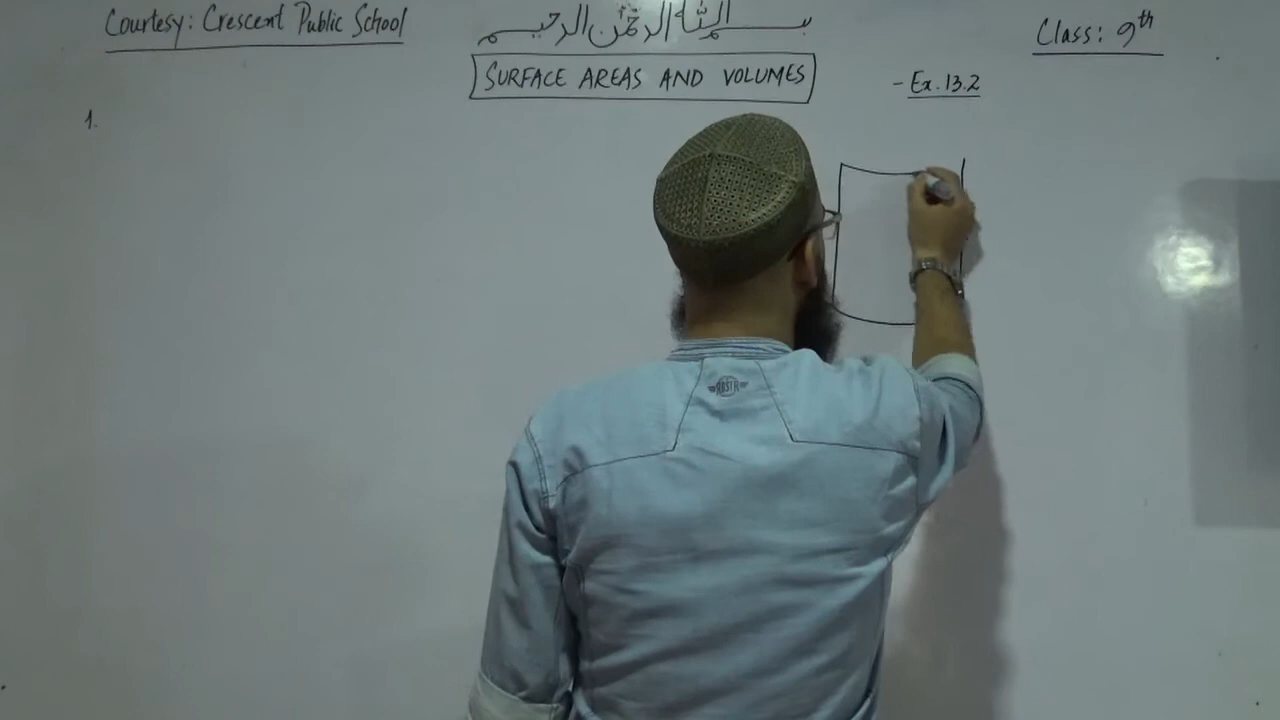 Courtesy: Crescent Public School
بسم الله الرحمن الرحيم
Class: 9th
SURFACE AREAS AND VOLUMES
- Ex. 13.2
1.